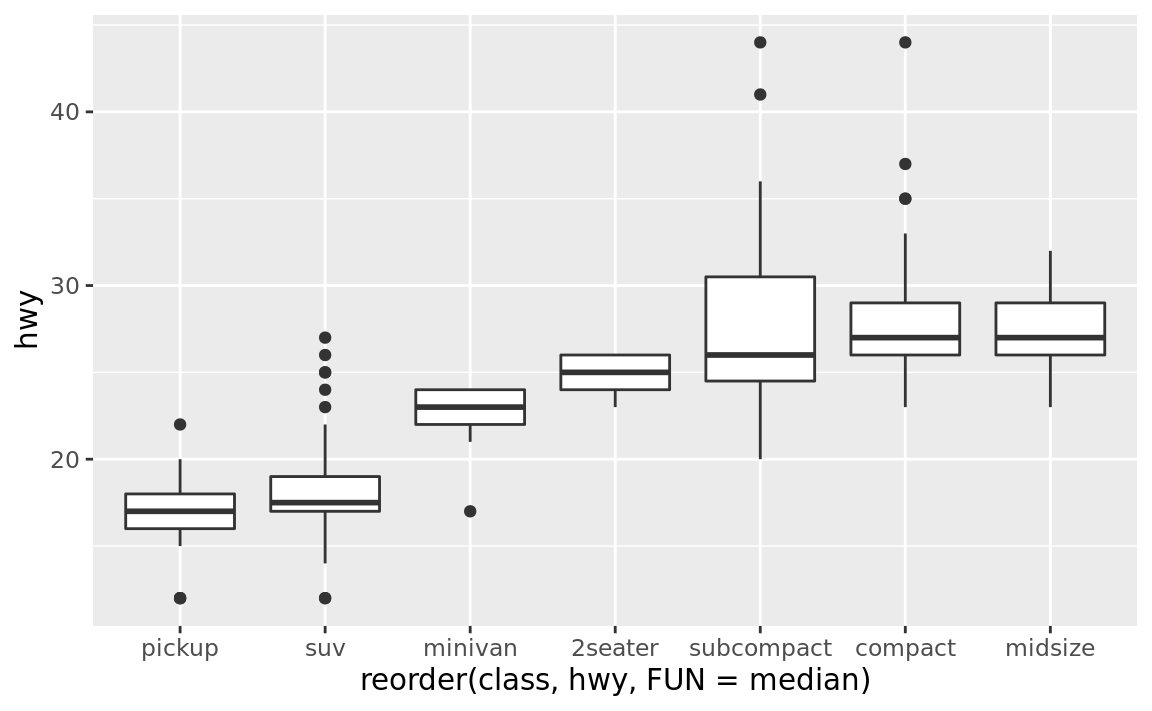 hwy
40
30
20
pickup suv minivan 2seater subcompact compact midsize
reorder(class, hwy, FUN = median)